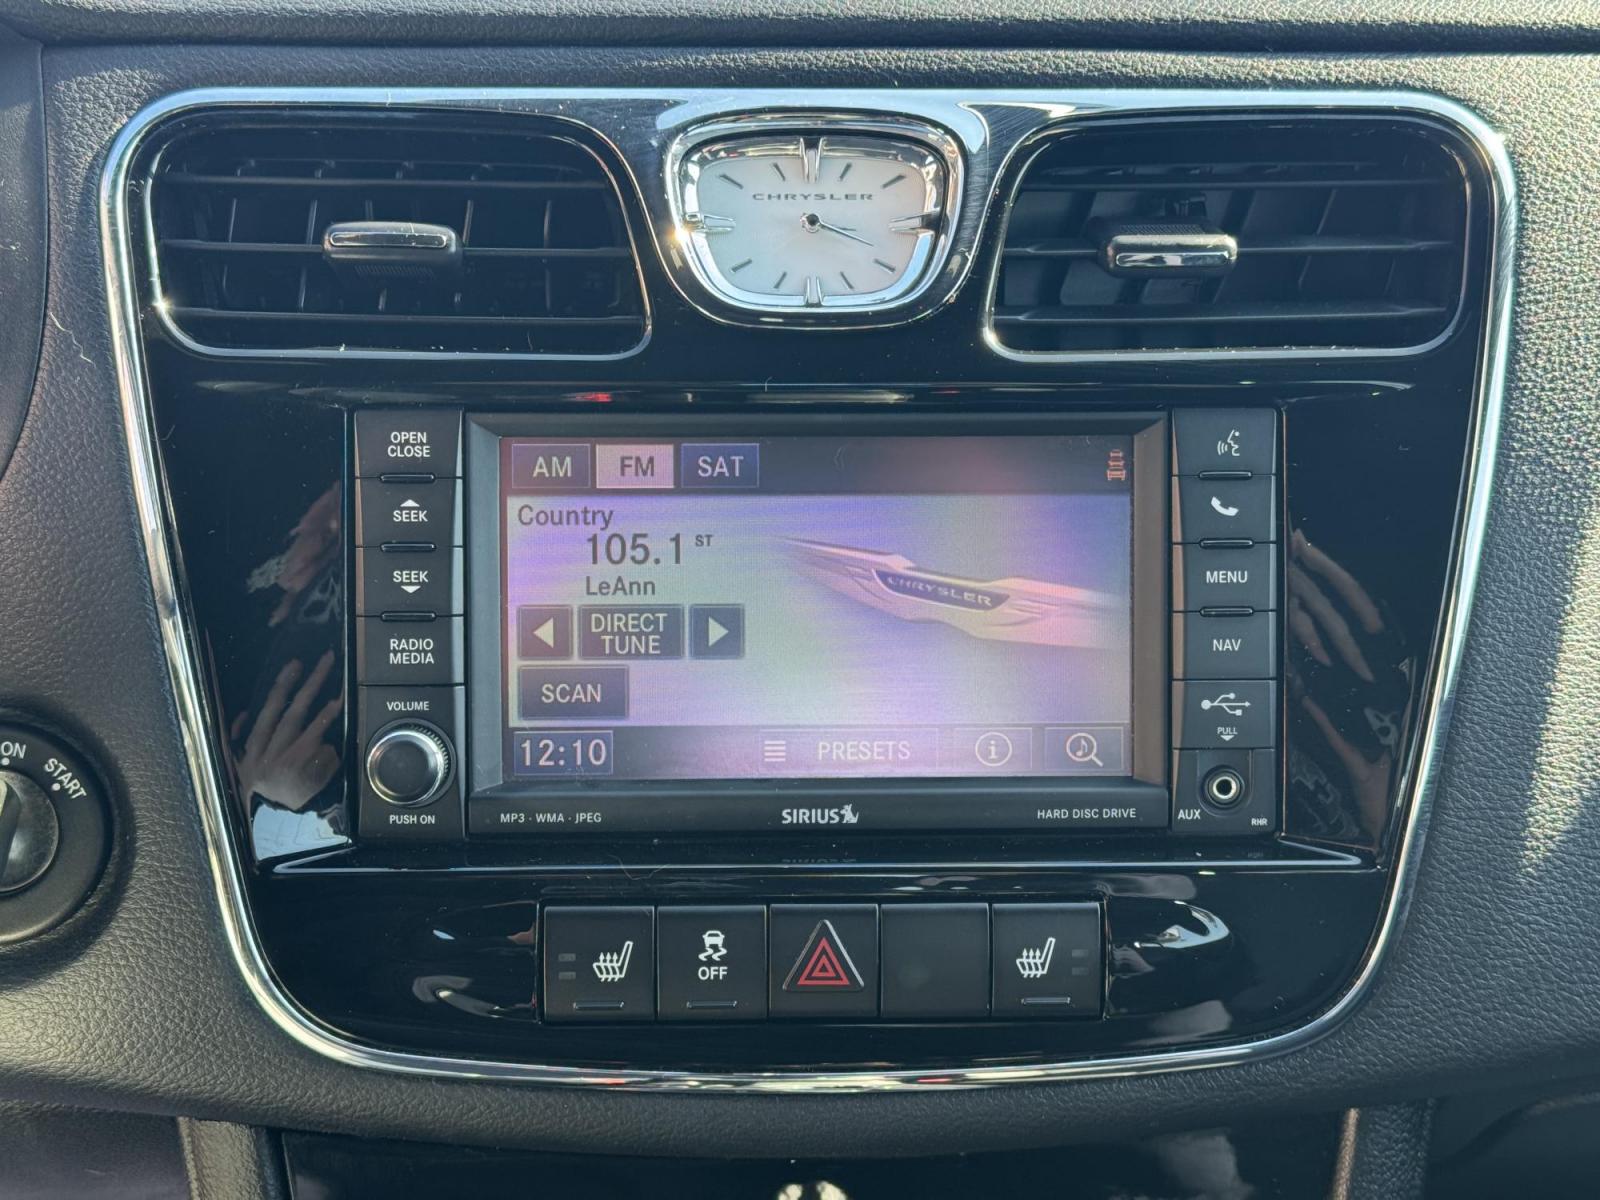 CHRYSLER
OPEN
CLOSE
SEEK
SEEK
RADIO
MEDIA
VOLUME
PUSH ON
AM
FM
SAT
Country
105.1 ST
LeAnn
DIRECT
TUNE
SCAN
CHRYSLER
12:10
PRESETS
i
MP3 · WMA · JPEG
SIRIUS
HARD DISC DRIVE
MENU
NAV
PULL
AUX
RHR
ON
START
OFF